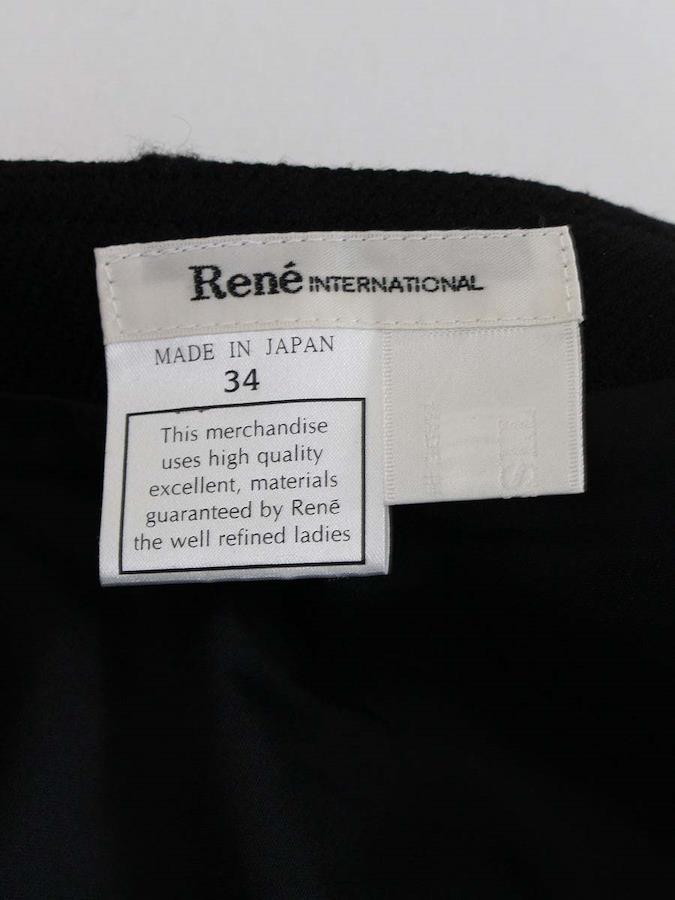 René INTERNATIONAL
MADE IN JAPAN
34
This merchandise
uses high quality
excellent, materials
guaranteed by René
the well refined ladies